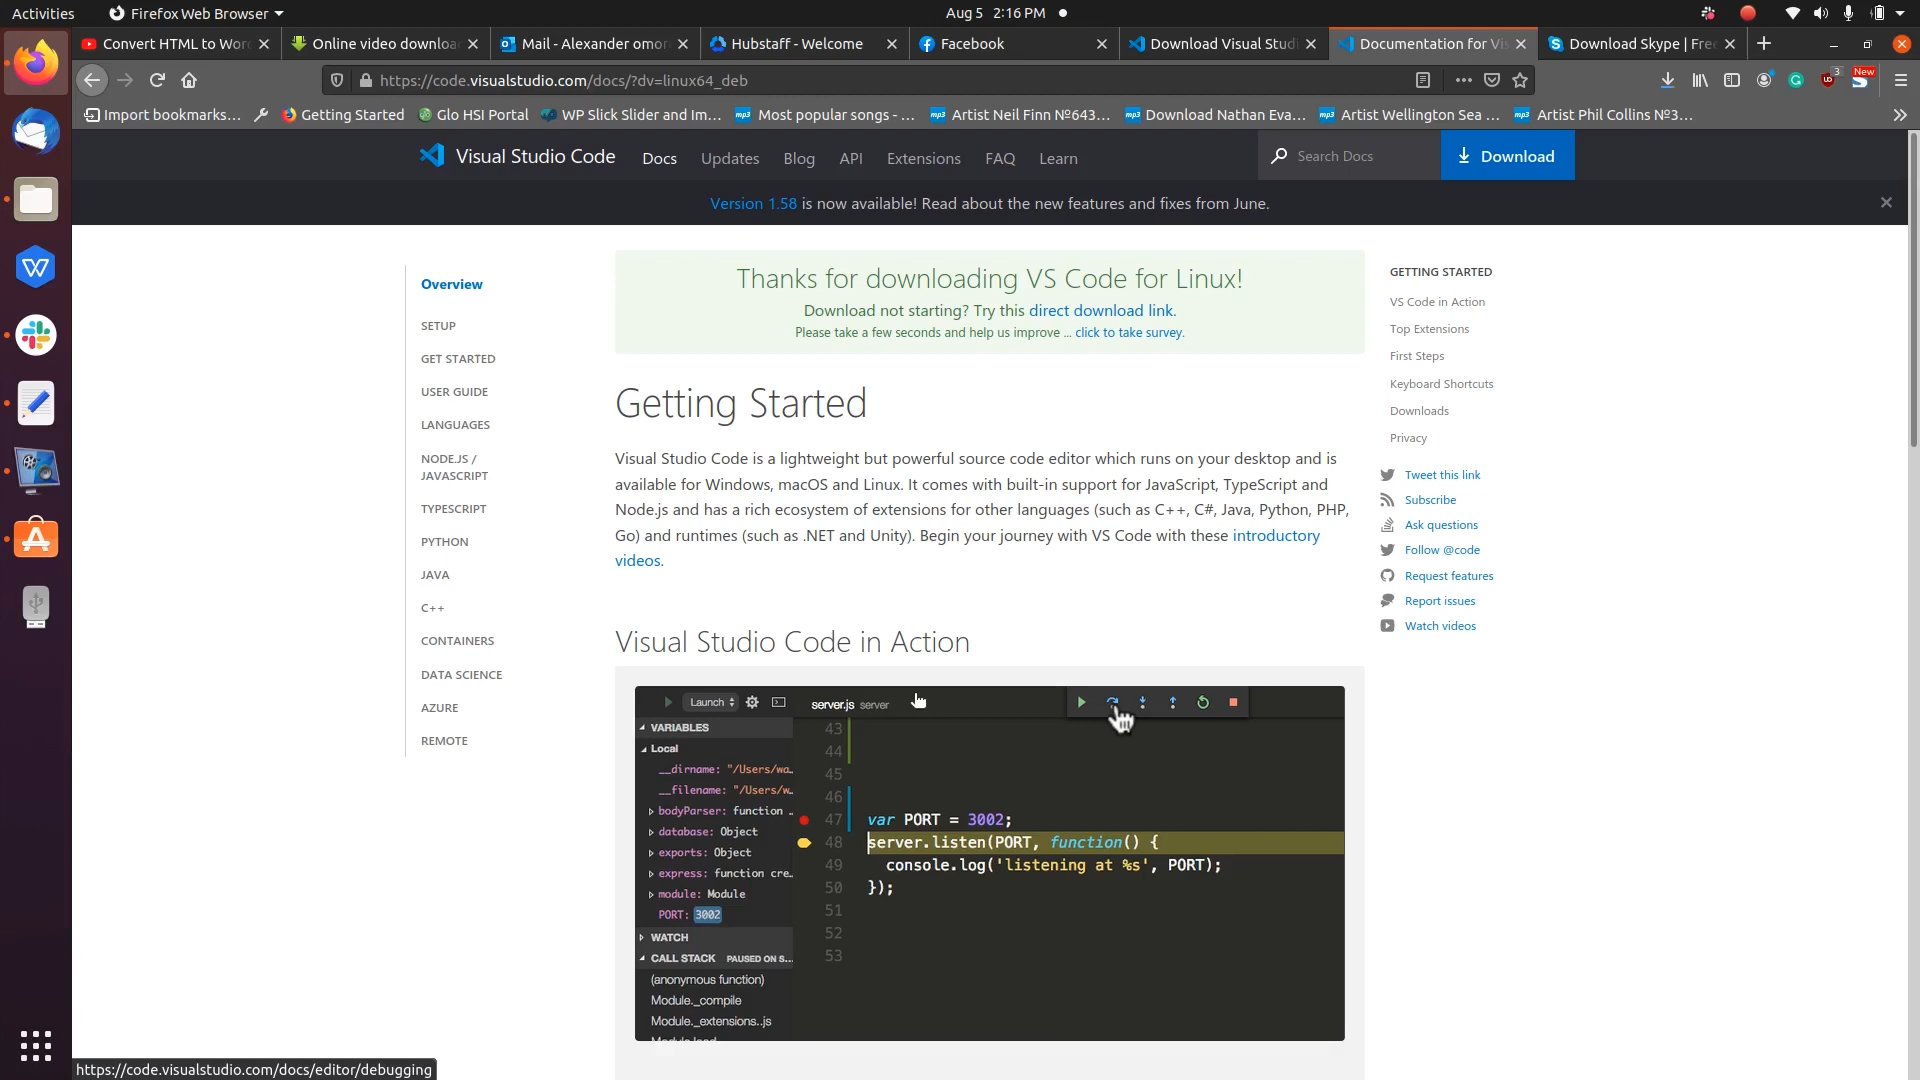 Activities
Firefox Web Browser
Aug 5 2:16 PM
Convert HTML to Wor
Online video downloa
Mail - Alexander omor
Hubstaff - Welcome
Facebook
Download Visual Studi
Documentation for Vis
Download Skype | Free
https://code.visualstudio.com/docs/?dv=linux64_deb
3
New
Import bookmarks...
Getting Started
Glo HSI Portal
WP Slick Slider and Im...
Most popular songs - ...
Artist Neil Finn №643...
Download Nathan Eva...
Artist Wellington Sea ...
Artist Phil Collins №3...
Visual Studio Code
Docs
Updates
Blog
API
Extensions
FAQ
Learn
Search Docs
Download
Version 1.58 is now available! Read about the new features and fixes from June.
Overview
SETUP
GET STARTED
USER GUIDE
LANGUAGES
NODE.JS /
JAVASCRIPT
TYPESCRIPT
PYTHON
JAVA
C++
CONTAINERS
DATA SCIENCE
AZURE
REMOTE
Thanks for downloading VS Code for Linux!
Download not starting? Try this direct download link.
Please take a few seconds and help us improve ... click to take survey.
Getting Started
Visual Studio Code is a lightweight but powerful source code editor which runs on your desktop and is
available for Windows, macOS and Linux. It comes with built-in support for JavaScript, TypeScript and
Node.js and has a rich ecosystem of extensions for other languages (such as C++, C#, Java, Python, PHP,
Go) and runtimes (such as .NET and Unity). Begin your journey with VS Code with these introductory
videos.
Visual Studio Code in Action
Launch
server.js server
VARIABLES
Local
__dirname: "/Users/wa…
__filename: "/Users/w…
bodyParser: function …
database: Object
exports: Object
express: function cre…
module: Module
PORT: 3002
WATCH
CALL STACK PAUSED ON S…
(anonymous function)
Module._compile
Module._extensions..js
Module.load
43
44
45
46
47 var PORT = 3002;
48 server.listen(PORT, function() {
49 console.log('listening at %s', PORT);
50 });
51
52
53
GETTING STARTED
VS Code in Action
Top Extensions
First Steps
Keyboard Shortcuts
Downloads
Privacy
Tweet this link
Subscribe
Ask questions
Follow @code
Request features
Report issues
Watch videos
https://code.visualstudio.com/docs/editor/debugging